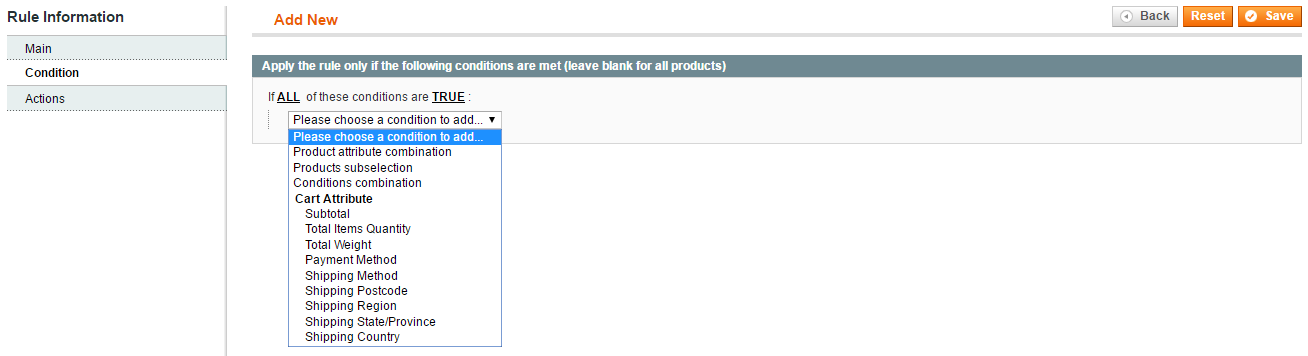 Rule Information
Main
Condition
Actions
Add New
Back
Reset
Save
Apply the rule only if the following conditions are met (leave blank for all products)
If ALL of these conditions are TRUE :
Please choose a condition to add...
Please choose a condition to add...
Product attribute combination
Products subselection
Conditions combination
Cart Attribute
Subtotal
Total Items Quantity
Total Weight
Payment Method
Shipping Method
Shipping Postcode
Shipping Region
Shipping State/Province
Shipping Country